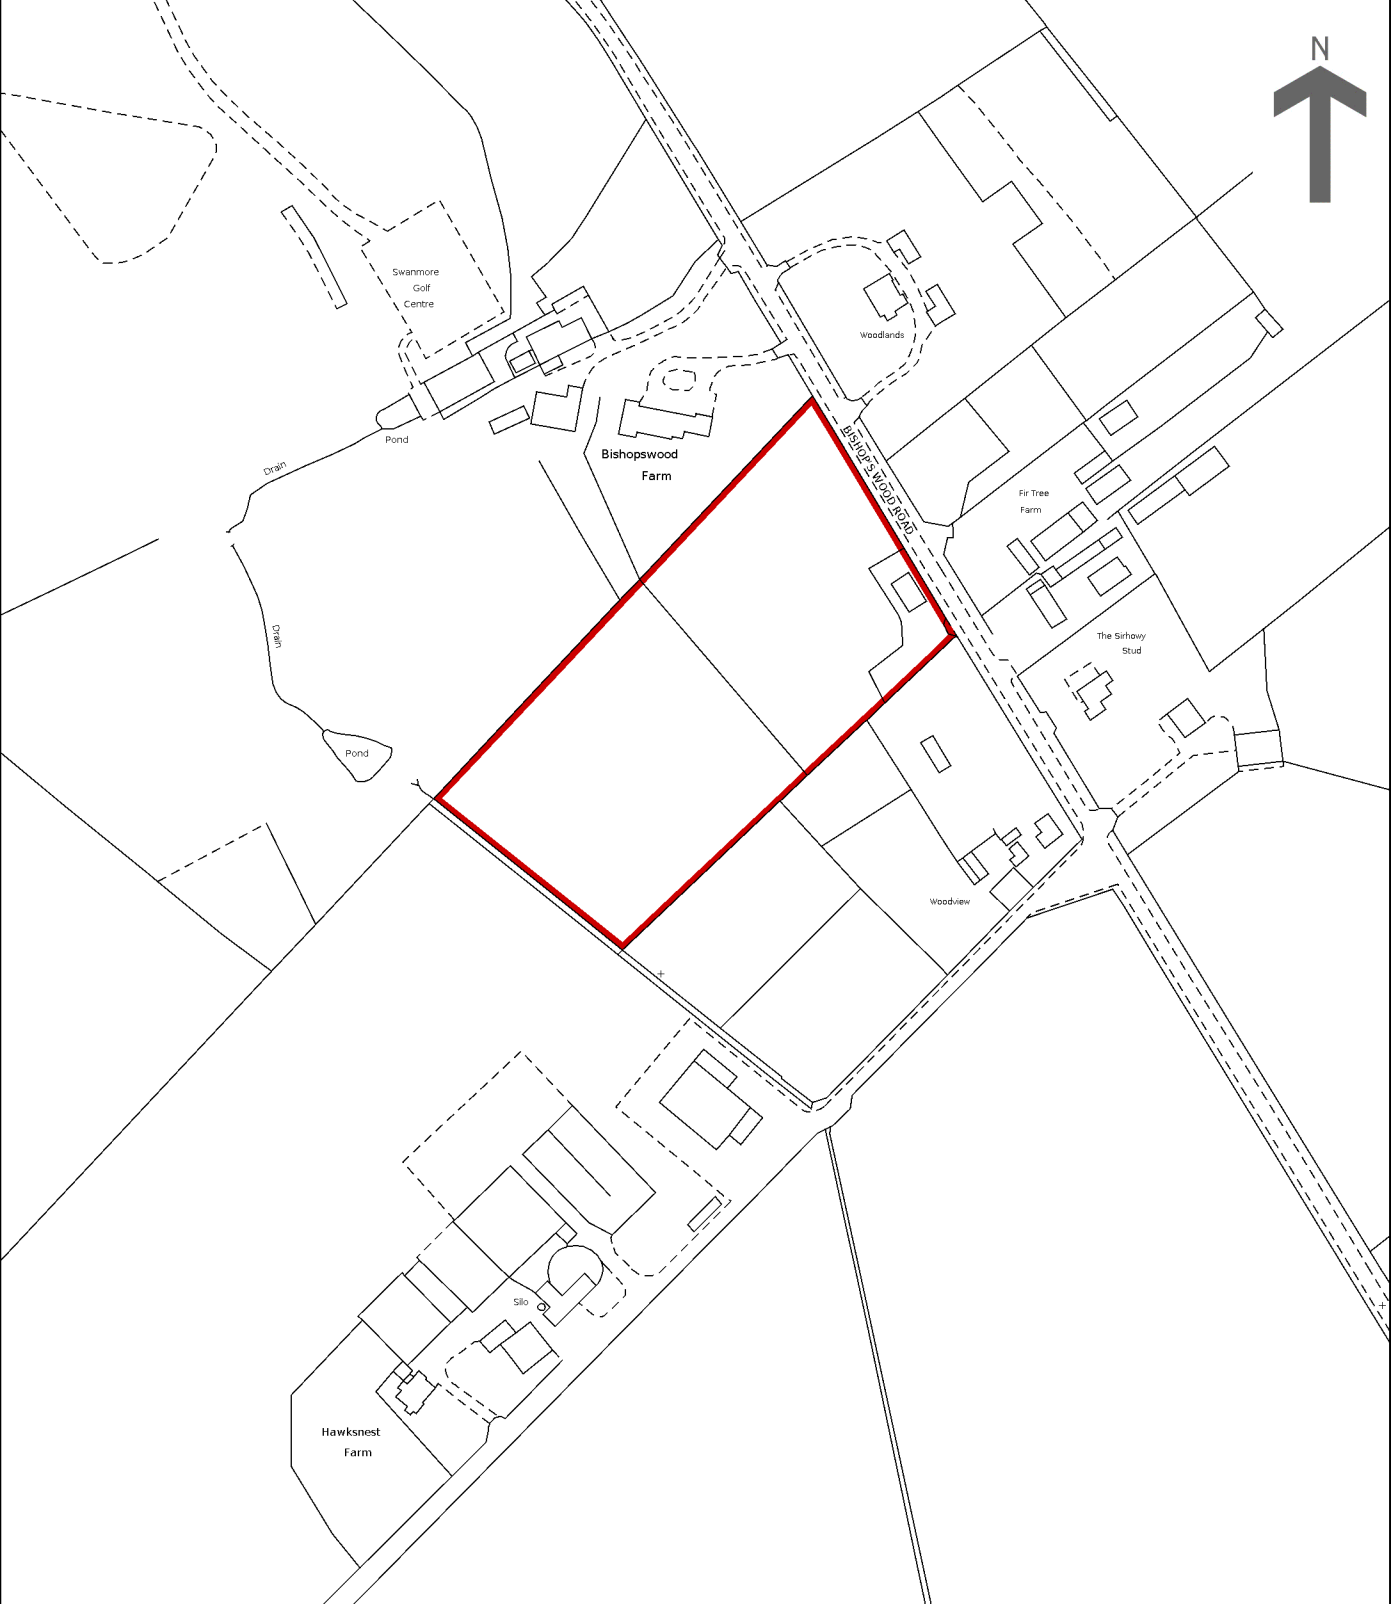 N
Swanmore
Golf
Centre
Woodlands
Pond
BISHOP'S WOOD ROAD
Bishopswood
Farm
Drain
Fir Tree
Farm
Drain
The Sirhowy
Stud
Pond
Woodview
Silo
Hawksnest
Farm